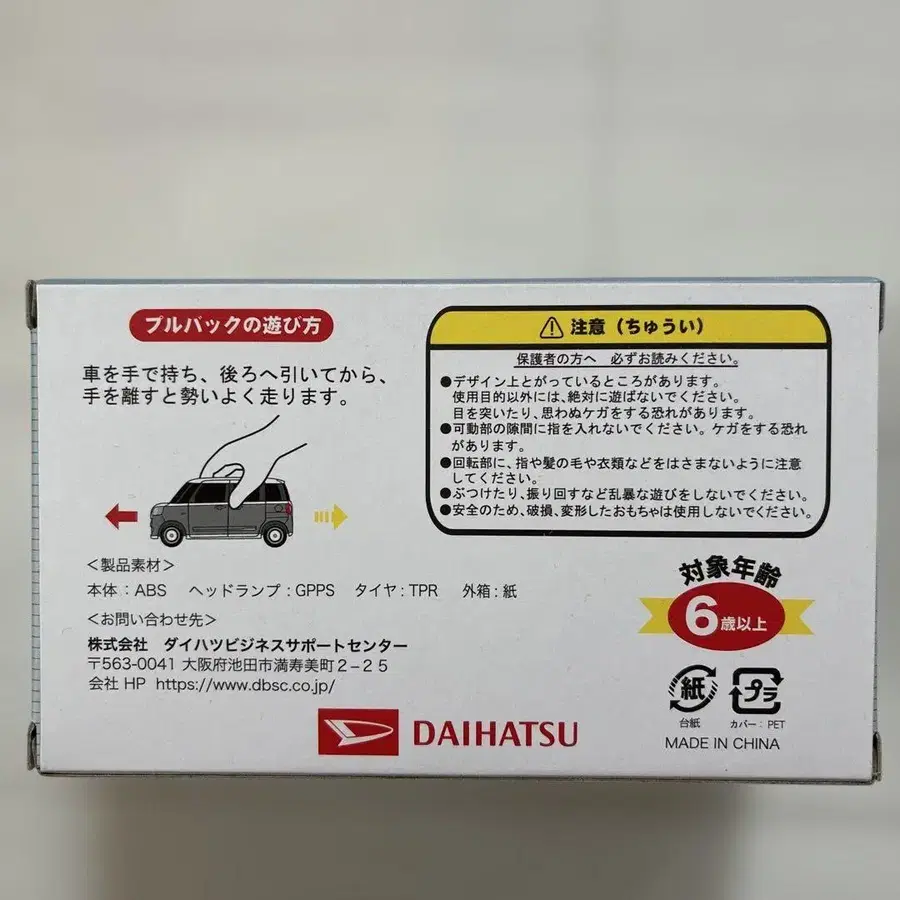 プルバックの遊び方
車を手で持ち、後ろへ引いてから、
手を離すと勢いよく走ります。
<製品素材>
本体：ABS ヘッドランプ：GPPS タイヤ：TPR 外箱：紙
<お問い合わせ先>
株式会社 ダイハツビジネスサポートセンター
〒563-0041 大阪府池田市満寿美町2-25
会社 HP https://www.dbsc.co.jp/
DAIHATSU
注意（ちゅうい）
保護者の方へ 必ずお読みください。
●デザイン上とがっているところがあります。
使用目的以外には、絶対に遊ばないでください。
目を突いたり、思わぬケガをする恐れがあります。
●可動部の隙間に指を入れないでください。ケガをする恐れ
があります。
●回転部に、指や髪の毛や衣類などをはさまないように注意
してください。
●ぶつけたり、振り回すなど乱暴な遊びをしないでください。
●安全のため、破損、変形したおもちゃは使用しないでください。
対象年齢
6歳以上
紙
台紙
プラ
カバー：PET
MADE IN CHINA